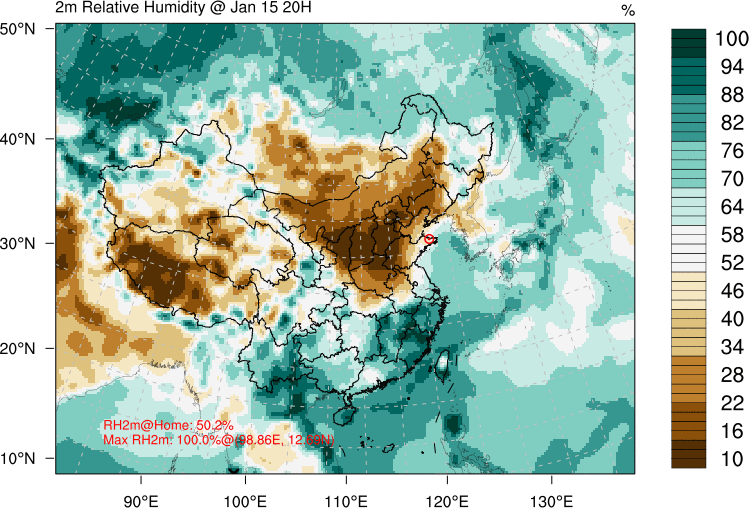 2m Relative Humidity @ Jan 15 20H
%
50°N
40°N
30°N
20°N
10°N
90°E
100°E
110°E
120°E
130°E
100
94
88
82
76
70
64
58
52
46
40
34
28
22
16
10
RH2m@Home: 50.2%
Max RH2m: 100.0%@(98.86E,